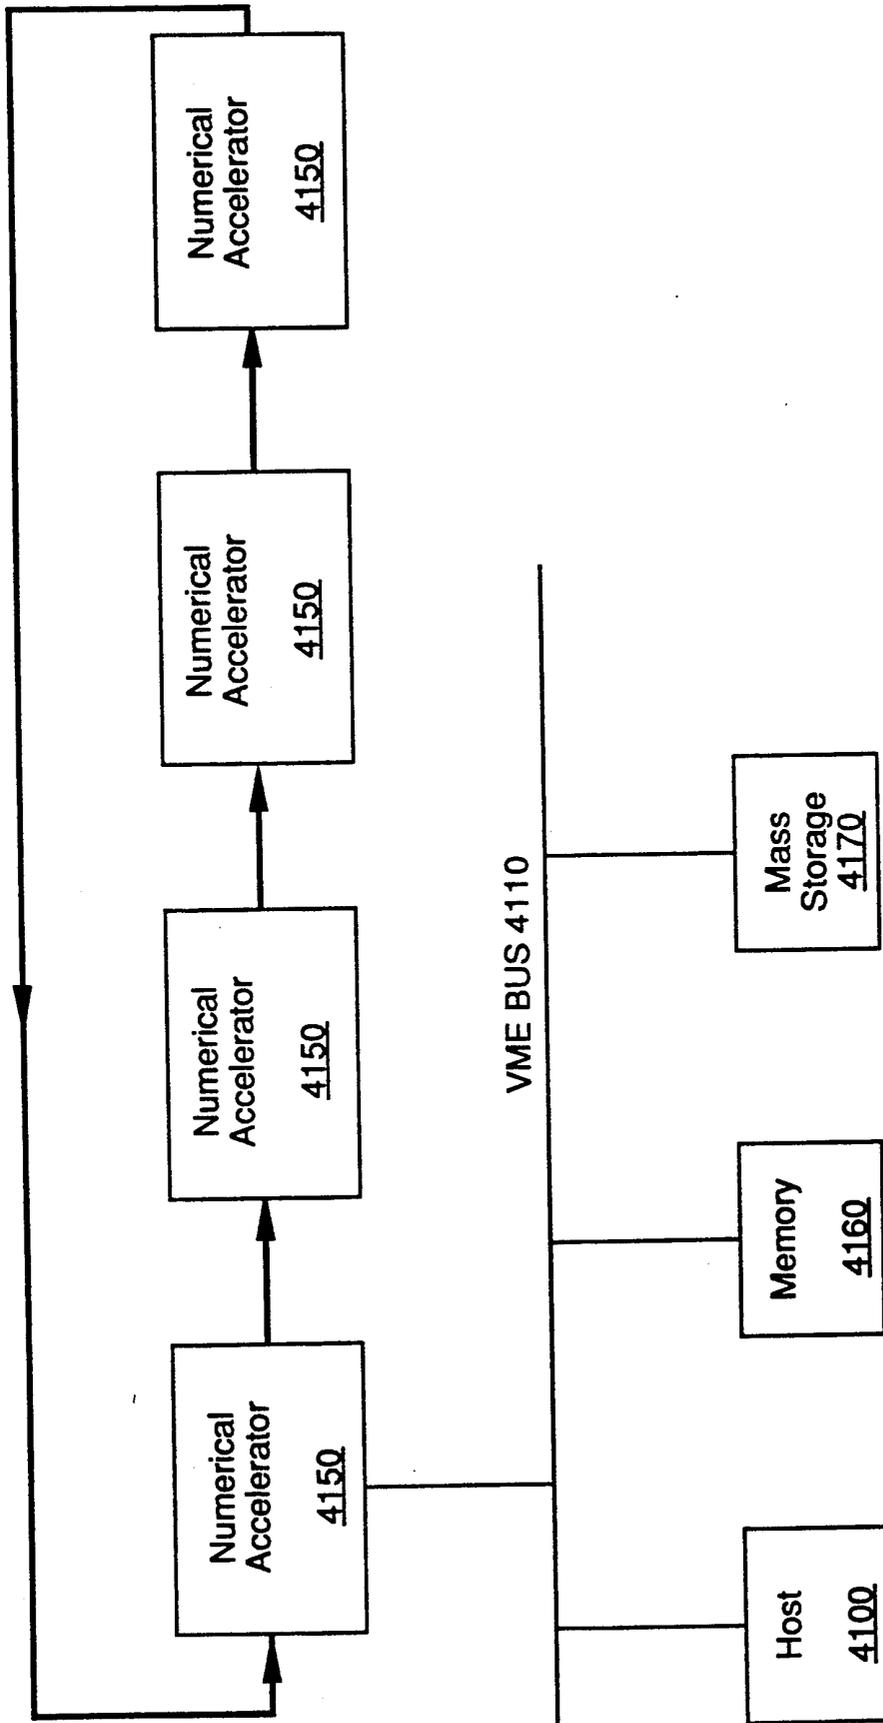 Numerical
Accelerator
4150
Numerical
Accelerator
4150
Numerical
Accelerator
4150
Numerical
Accelerator
4150
VME BUS 4110
Host
4100
Memory
4160
Mass
Storage
4170